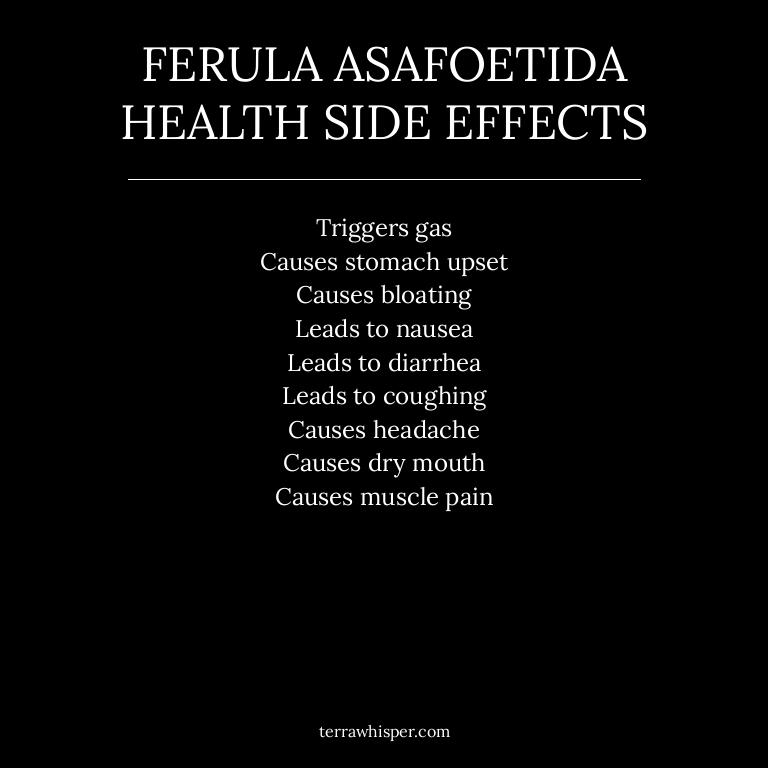 FERULA ASAFOETIDA
HEALTH SIDE EFFECTS
Triggers gas
Causes stomach upset
Causes bloating
Leads to nausea
Leads to diarrhea
Leads to coughing
Causes headache
Causes dry mouth
Causes muscle pain
terrawhisper.com